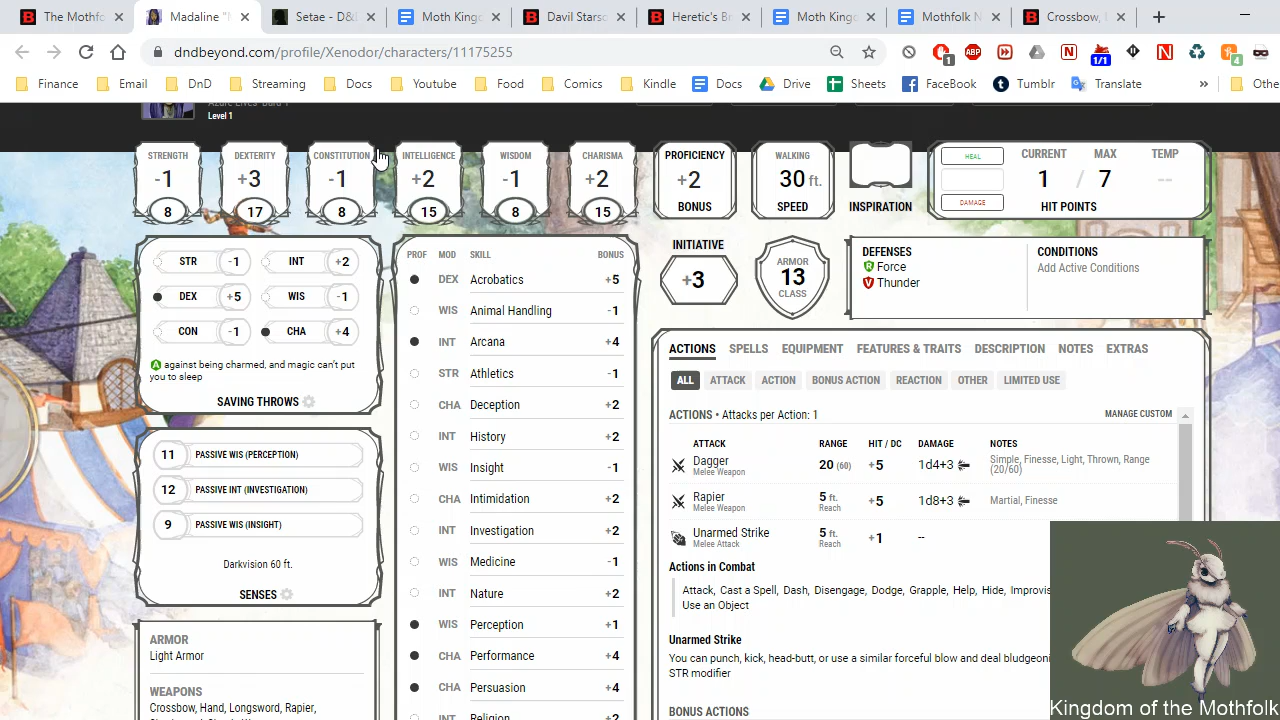 The Mothf
Madaline "
Setae - D&
Moth King
Davil Stars
Heretic's B
Moth King
Mothfolk N
Crossbow,
dndbeyond.com/profile/Xenodor/characters/11175255
1
ABP
N
1/1
N
4
Finance
Email
DnD
Streaming
Docs
Youtube
Food
Comics
Kindle
Docs
Drive
Sheets
FaceBook
Tumblr
Translate
»
Othe
Level 1
STRENGTH
-1
8
DEXTERITY
+3
17
CONSTITUTION
-1
8
INTELLIGENCE
+2
15
WISDOM
-1
8
CHARISMA
+2
15
PROFICIENCY
+2
BONUS
WALKING
30 ft.
SPEED
INSPIRATION
HEAL
DAMAGE
CURRENT MAX TEMP
1 / 7 --
HIT POINTS
STR -1 INT +2
DEX +5 WIS -1
CON -1 CHA +4
A against being charmed, and magic can't put
you to sleep
SAVING THROWS
11 PASSIVE WIS (PERCEPTION)
12 PASSIVE INT (INVESTIGATION)
9 PASSIVE WIS (INSIGHT)
Darkvision 60 ft.
SENSES
ARMOR
Light Armor
WEAPONS
Crossbow, Hand, Longsword, Rapier,
PROF MOD SKILL BONUS
DEX Acrobatics +5
WIS Animal Handling -1
INT Arcana +4
STR Athletics -1
CHA Deception +2
INT History +2
WIS Insight -1
CHA Intimidation +2
INT Investigation +2
WIS Medicine -1
INT Nature +2
WIS Perception +1
CHA Performance +4
CHA Persuasion +4
INT Religion +2
INITIATIVE
+3
ARMOR
13
CLASS
DEFENSES
R Force
V Thunder
CONDITIONS
Add Active Conditions
ACTIONS SPELLS EQUIPMENT FEATURES & TRAITS DESCRIPTION NOTES EXTRAS
ALL ATTACK ACTION BONUS ACTION REACTION OTHER LIMITED USE
ACTIONS • Attacks per Action: 1 MANAGE CUSTOM
ATTACK RANGE HIT / DC DAMAGE NOTES
Dagger 20 (60) +5 1d4+3 Simple, Finesse, Light, Thrown, Range
Melee Weapon (20/60)
Rapier 5 ft. +5 1d8+3 Martial, Finesse
Melee Weapon Reach
Unarmed Strike 5 ft. +1 --
Melee Attack Reach
Actions in Combat
Attack, Cast a Spell, Dash, Disengage, Dodge, Grapple, Help, Hide, Improvis
Use an Object
Unarmed Strike
You can punch, kick, head-butt, or use a similar forceful blow and deal bludgeoni
STR modifier
BONUS ACTIONS
Kingdom of the Mothfolk